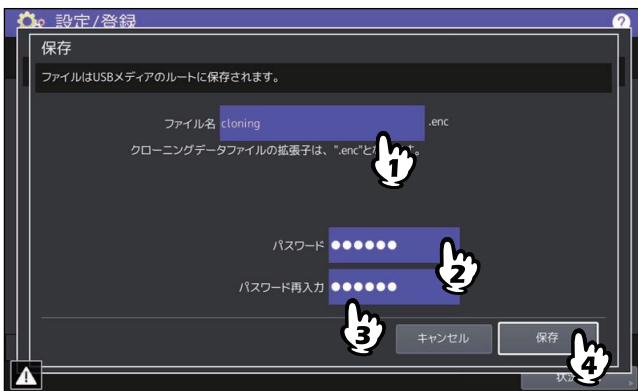 設定/登録
?
保存
ファイルはUSBメディアのルートに保存されます。
ファイル名 cloning .enc
クローニングデータファイルの拡張子は、".enc"と
1
パスワード ●●●●●●
2
パスワード再入力 ●●●●●●
3
キャンセル 保存
4